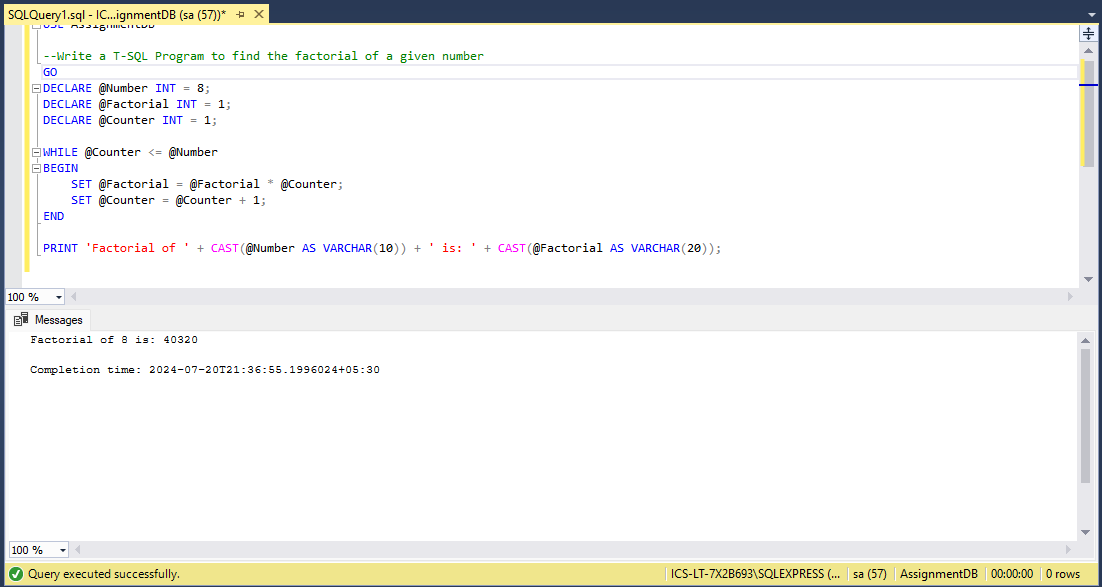 SQLQuery1.sql - IC...ignmentDB (sa (57))*
USE AssignmentDB
--Write a T-SQL Program to find the factorial of a given number
GO
DECLARE @Number INT = 8;
DECLARE @Factorial INT = 1;
DECLARE @Counter INT = 1;
WHILE @Counter <= @Number
BEGIN
SET @Factorial = @Factorial * @Counter;
SET @Counter = @Counter + 1;
END
PRINT 'Factorial of ' + CAST(@Number AS VARCHAR(10)) + ' is: ' + CAST(@Factorial AS VARCHAR(20));
100 %
Messages
Factorial of 8 is: 40320
Completion time: 2024-07-20T21:36:55.1996024+05:30
100 %
Query executed successfully. ICS-LT-7X2B693\SQLEXPRESS (... sa (57) AssignmentDB 00:00:00 0 rows